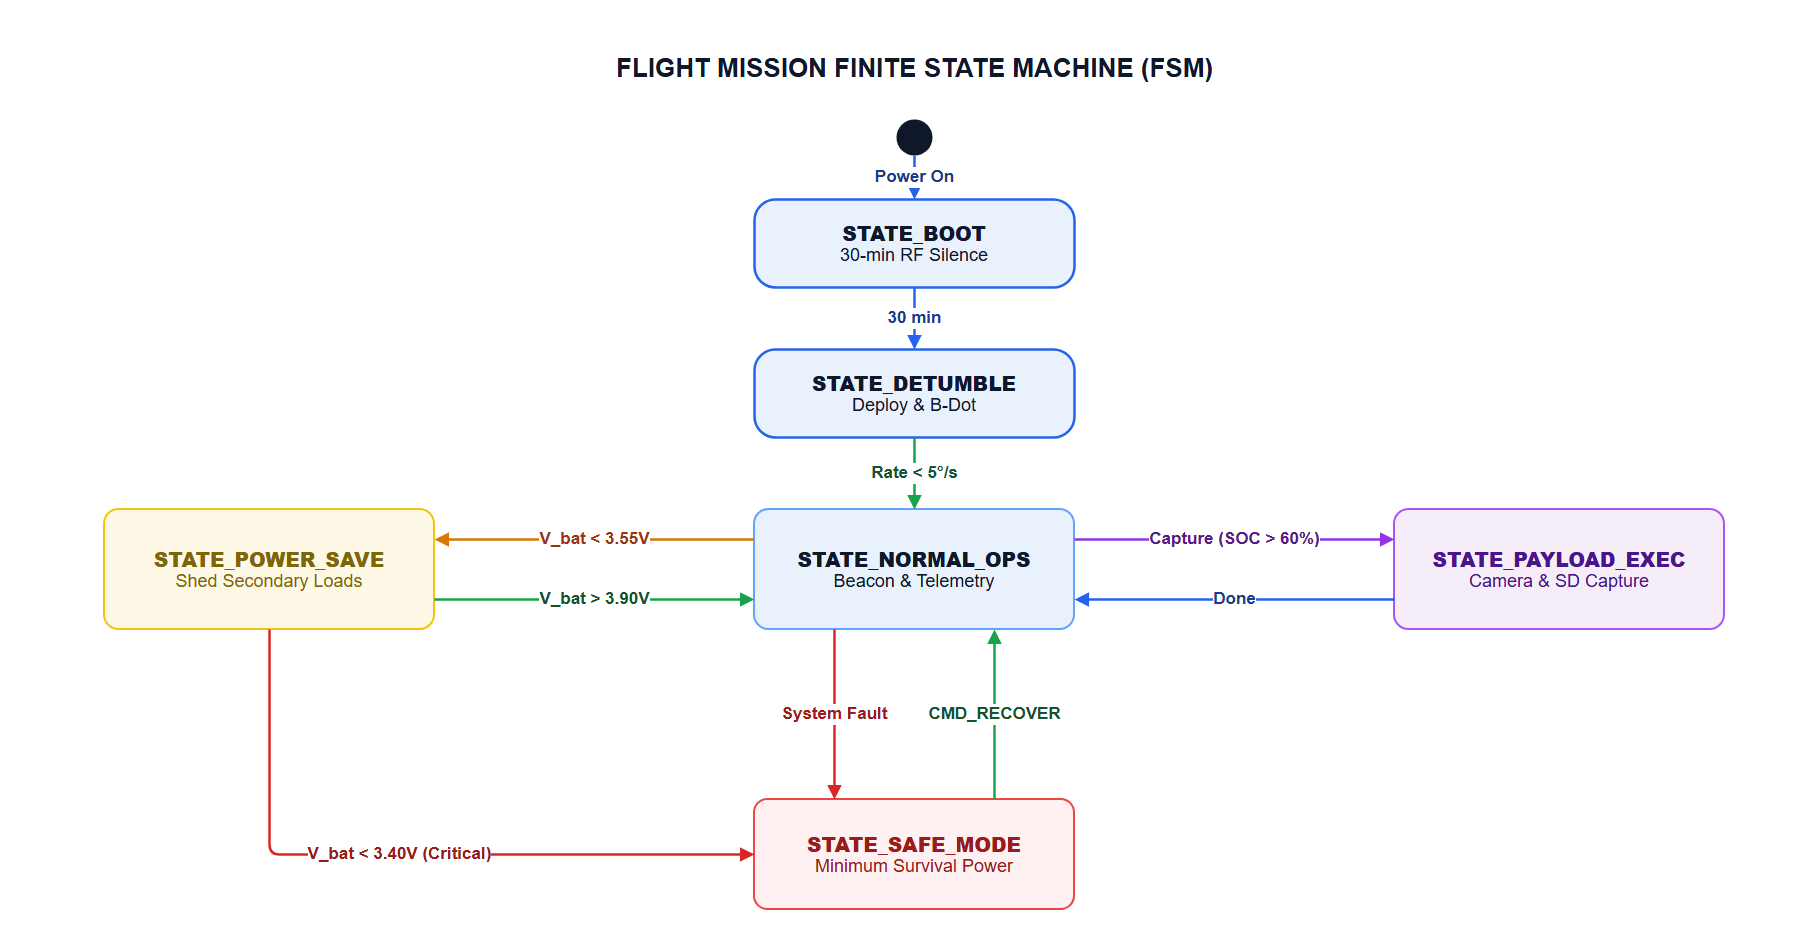 FLIGHT MISSION FINITE STATE MACHINE (FSM)
Power On
STATE_BOOT
30-min RF Silence
30 min
STATE_DETUMBLE
Deploy & B-Dot
Rate < 5°/s
STATE_POWER_SAVE
Shed Secondary Loads
V_bat < 3.55V
V_bat > 3.90V
STATE_NORMAL_OPS
Beacon & Telemetry
Capture (SOC > 60%)
Done
STATE_PAYLOAD_EXEC
Camera & SD Capture
System Fault
CMD_RECOVER
V_bat < 3.40V (Critical)
STATE_SAFE_MODE
Minimum Survival Power